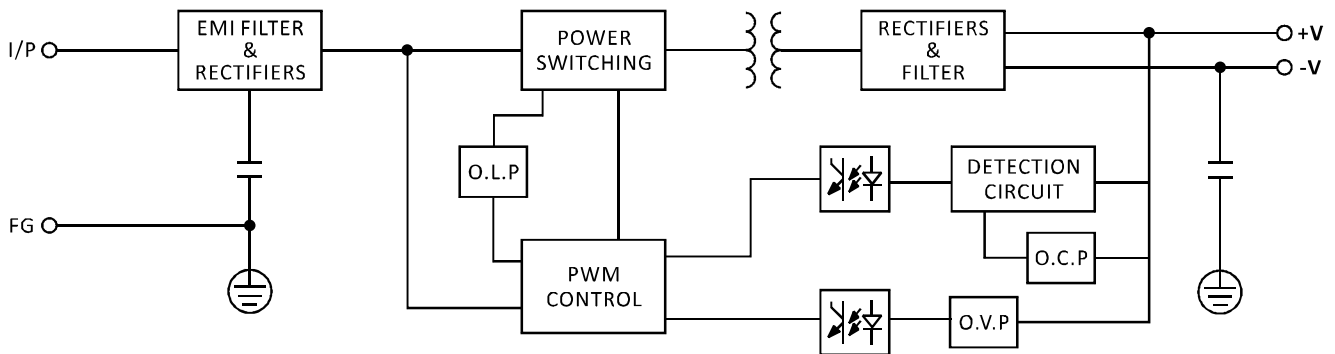 I/P
EMI FILTER
&
RECTIFIERS
POWER
SWITCHING
RECTIFIERS
&
FILTER
+V
-V
O.L.P
DETECTION
CIRCUIT
FG
O.C.P
PWM
CONTROL
O.V.P